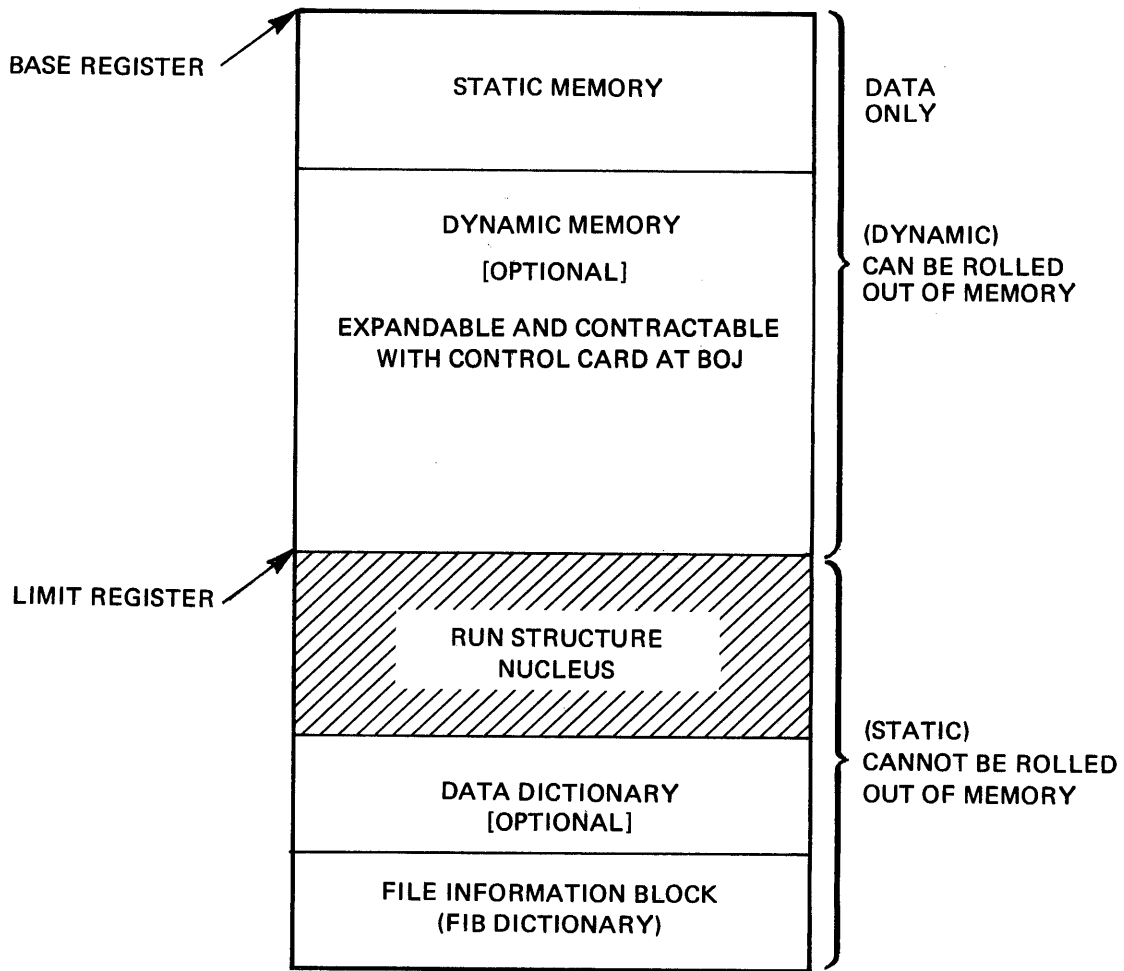 BASE REGISTER
STATIC MEMORY
DATA
ONLY
DYNAMIC MEMORY
[OPTIONAL]
EXPANDABLE AND CONTRACTABLE
WITH CONTROL CARD AT BOJ
(DYNAMIC)
CAN BE ROLLED
OUT OF MEMORY
LIMIT REGISTER
RUN STRUCTURE
NUCLEUS
(STATIC)
CANNOT BE ROLLED
OUT OF MEMORY
DATA DICTIONARY
[OPTIONAL]
FILE INFORMATION BLOCK
(FIB DICTIONARY)